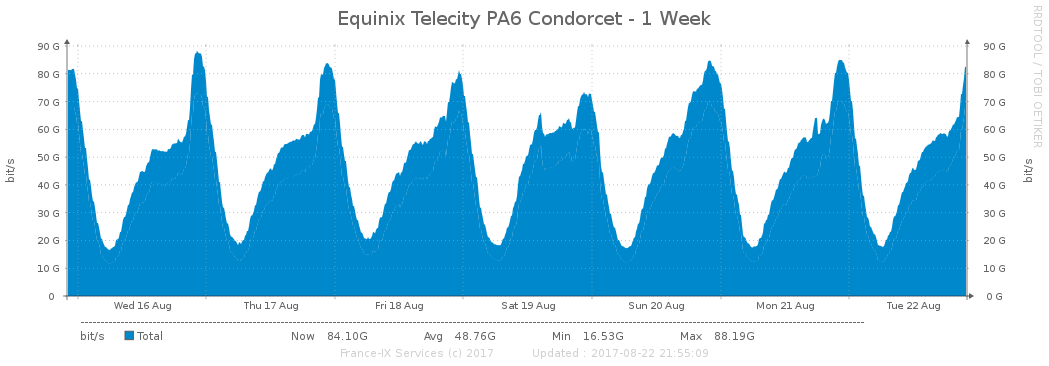 Equinix Telecity PA6 Condorcet - 1 Week
RRDTOOL / TOBI OETIKER
90 G 90 G
80 G 80 G
70 G 70 G
60 G 60 G
50 G 50 G
40 G 40 G
30 G 30 G
20 G 20 G
10 G 10 G
0 0 G
bit/s bit/s
Wed 16 Aug Thu 17 Aug Fri 18 Aug Sat 19 Aug Sun 20 Aug Mon 21 Aug Tue 22 Aug
bit/s Total Now 84.10G Avg 48.76G Min 16.53G Max 88.19G
France-IX Services (c) 2017 Updated : 2017-08-22 21:55:09